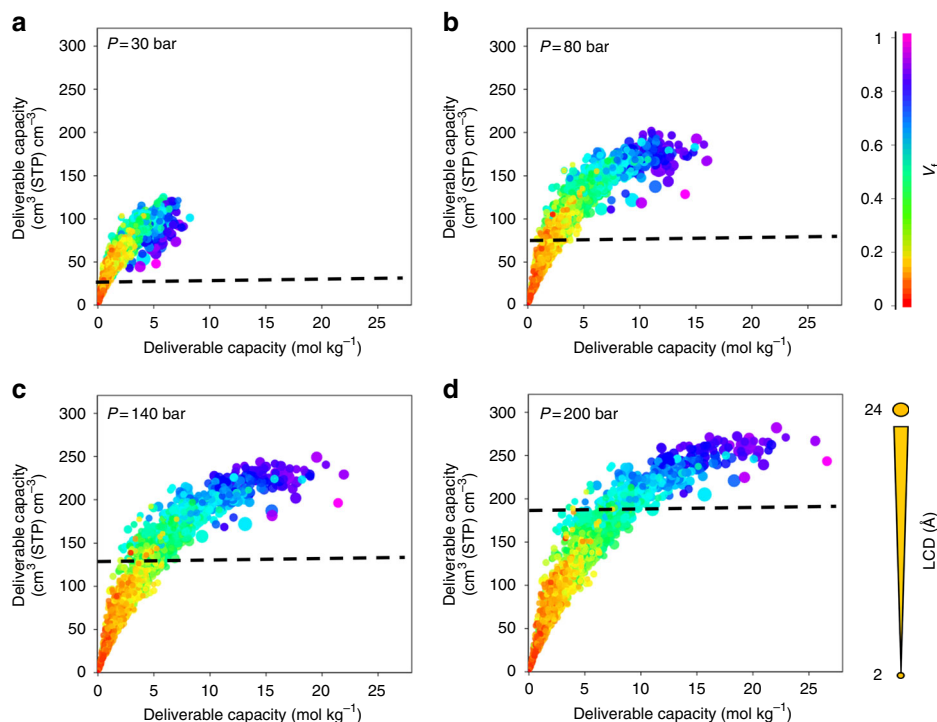 a
P = 30 bar
300
250
200
150
100
50
0
0 5 10 15 20 25
Deliverable capacity
(cm³ (STP) cm⁻³)
Deliverable capacity (mol kg⁻¹)
b
P = 80 bar
300
250
200
150
100
50
0
0 5 10 15 20 25
Deliverable capacity
(cm³ (STP) cm⁻³)
Deliverable capacity (mol kg⁻¹)
1
0.8
0.6
0.4
0.2
0
Vf
c
P = 140 bar
300
250
200
150
100
50
0
0 5 10 15 20 25
Deliverable capacity
(cm³ (STP) cm⁻³)
Deliverable capacity (mol kg⁻¹)
d
P = 200 bar
300
250
200
150
100
50
0
0 5 10 15 20 25
Deliverable capacity
(cm³ (STP) cm⁻³)
Deliverable capacity (mol kg⁻¹)
24
LCD (Å)
2